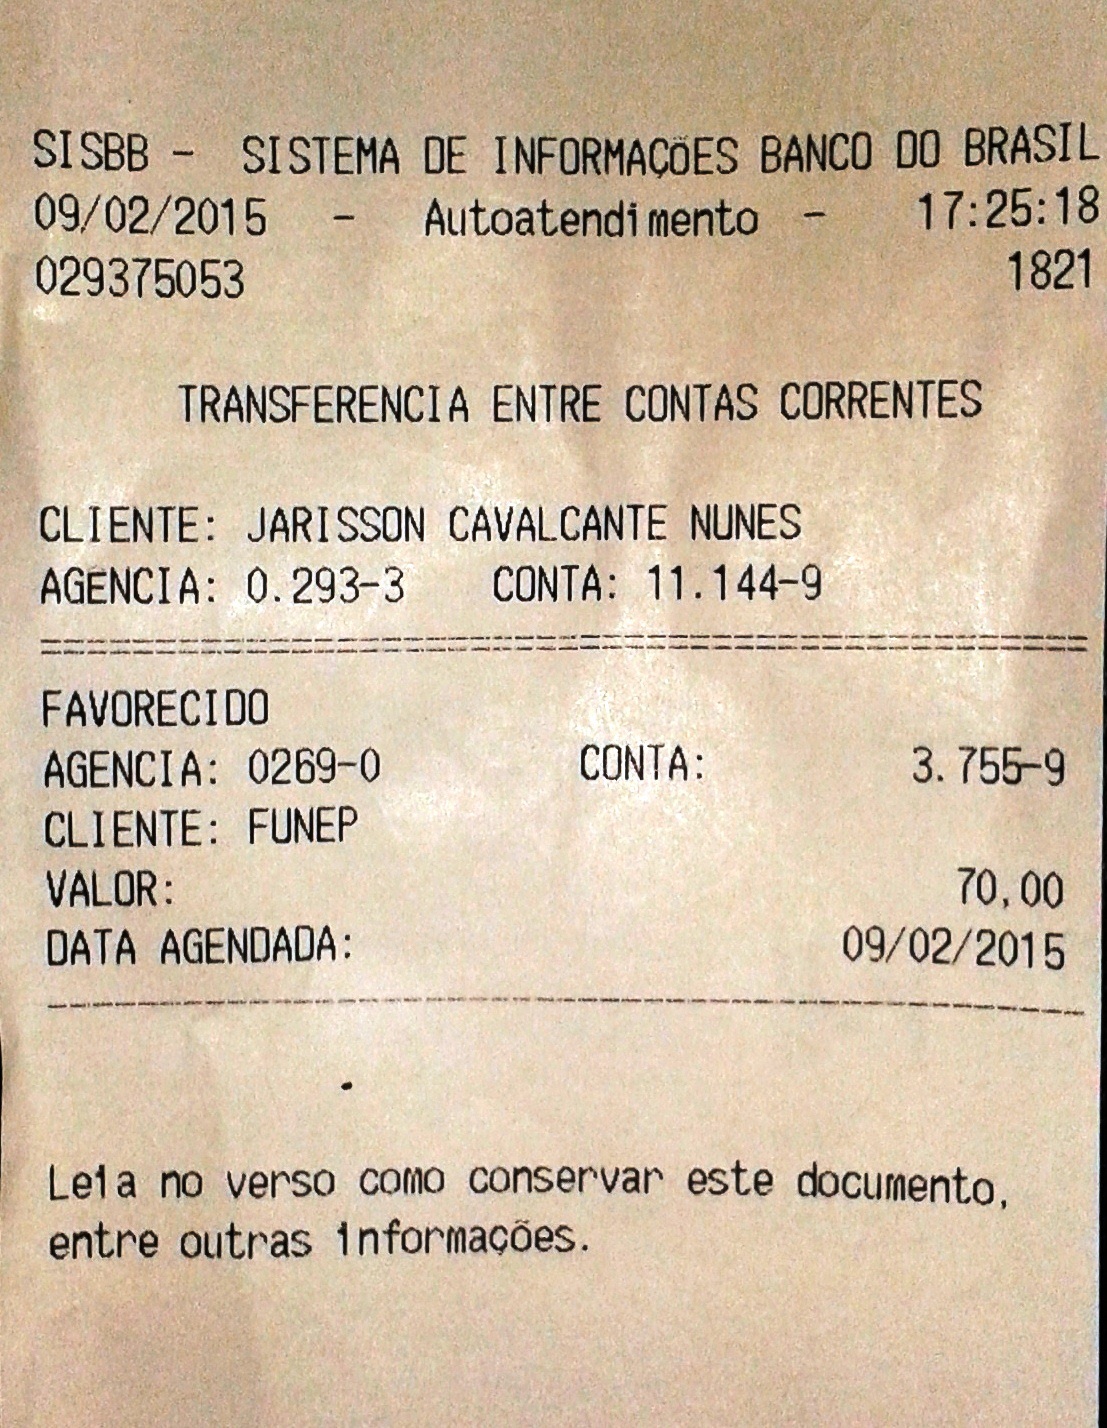 SISBB - SISTEMA DE INFORMAÇÕES BANCO DO BRASIL
09/02/2015 - Autoatendimento - 17:25:18
029375053 1821
TRANSFERENCIA ENTRE CONTAS CORRENTES
CLIENTE: JARISSON CAVALCANTE NUNES
AGENCIA: 0.293-3 CONTA: 11.144-9
FAVORECIDO
AGENCIA: 0269-0 CONTA: 3.755-9
CLIENTE: FUNEP
VALOR: 70,00
DATA AGENDADA: 09/02/2015
Leia no verso como conservar este documento,
entre outras informações.